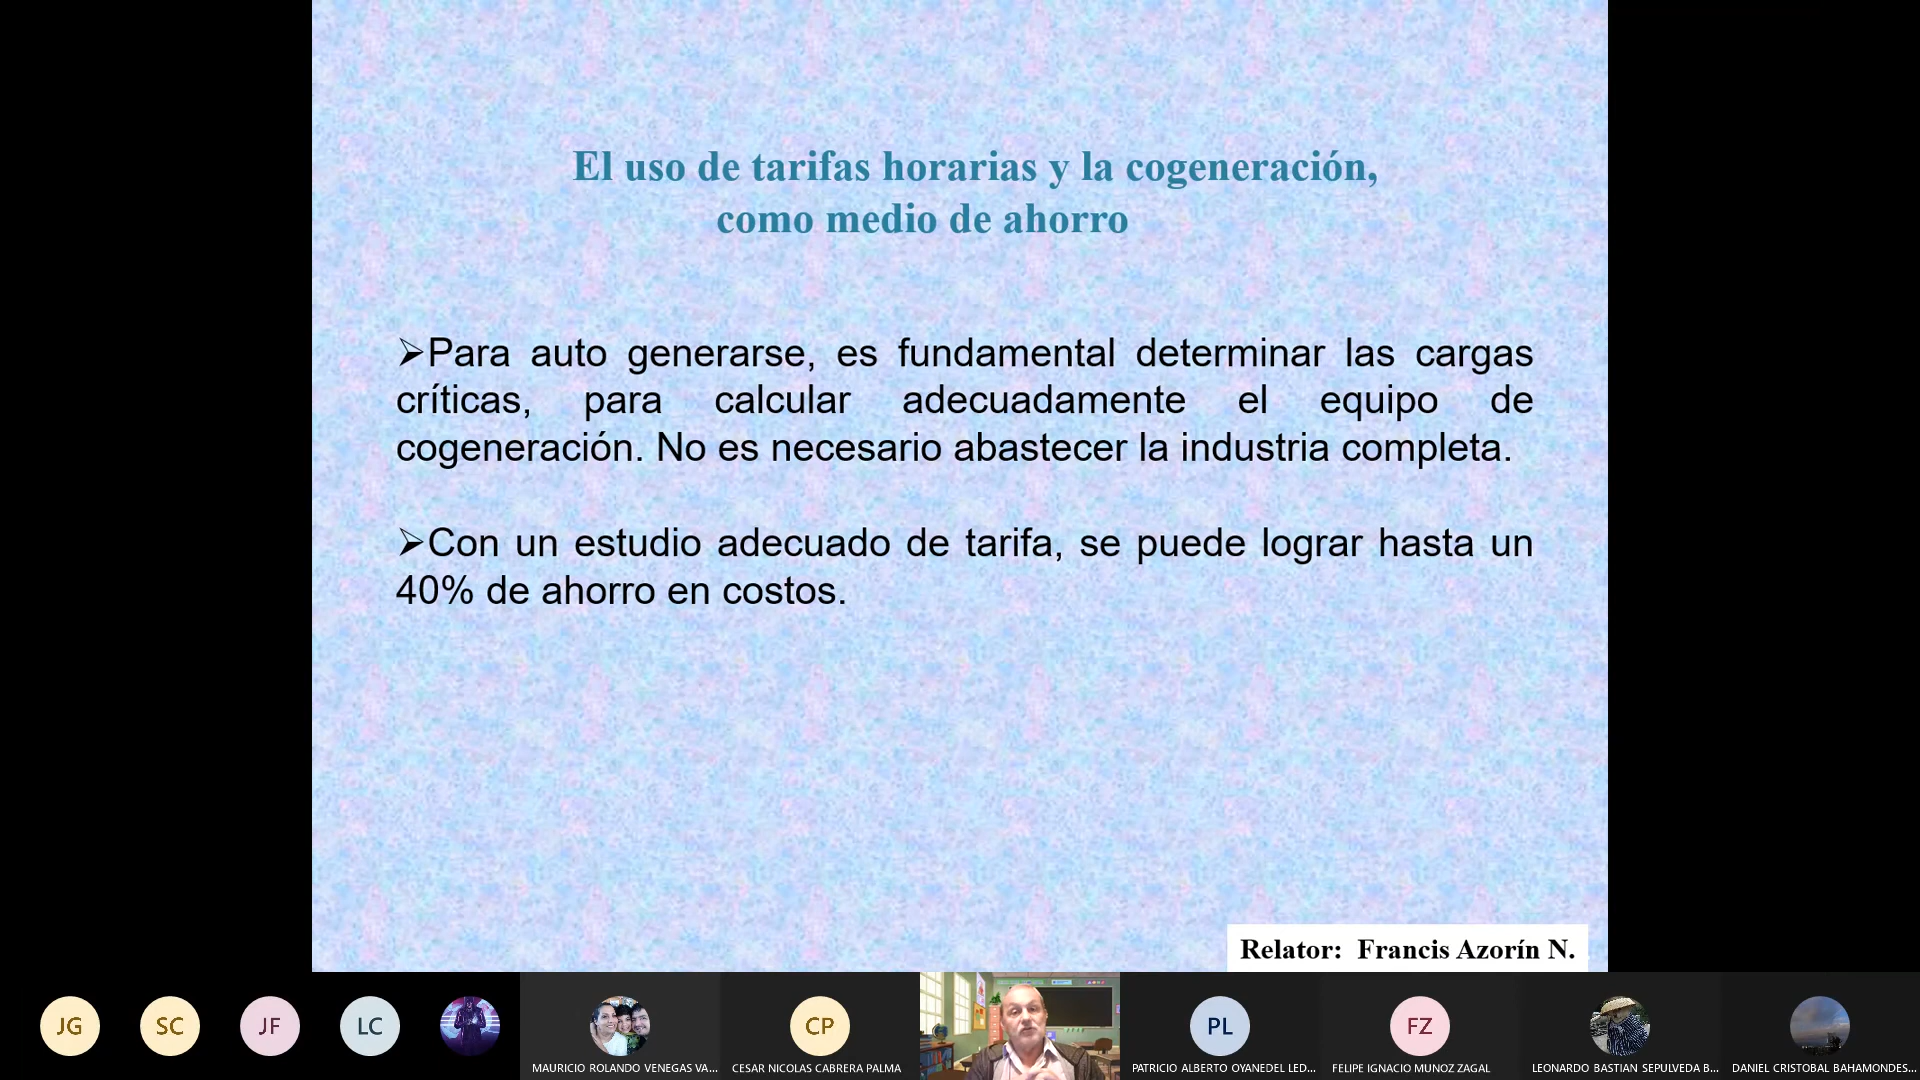 El uso de tarifas horarias y la cogeneración,
como medio de ahorro
➢Para auto generarse, es fundamental determinar las cargas
críticas, para calcular adecuadamente el equipo de
cogeneración. No es necesario abastecer la industria completa.
➢Con un estudio adecuado de tarifa, se puede lograr hasta un
40% de ahorro en costos.
Relator: Francis Azorín N.
JG
SC
JF
LC
CP
PL
FZ
MAURICIO ROLANDO VENEGAS VA...
CESAR NICOLAS CABRERA PALMA
PATRICIO ALBERTO OYANEDEL LED...
FELIPE IGNACIO MUNOZ ZAGAL
LEONARDO BASTIAN SEPULVEDA B...
DANIEL CRISTOBAL BAHAMONDES...